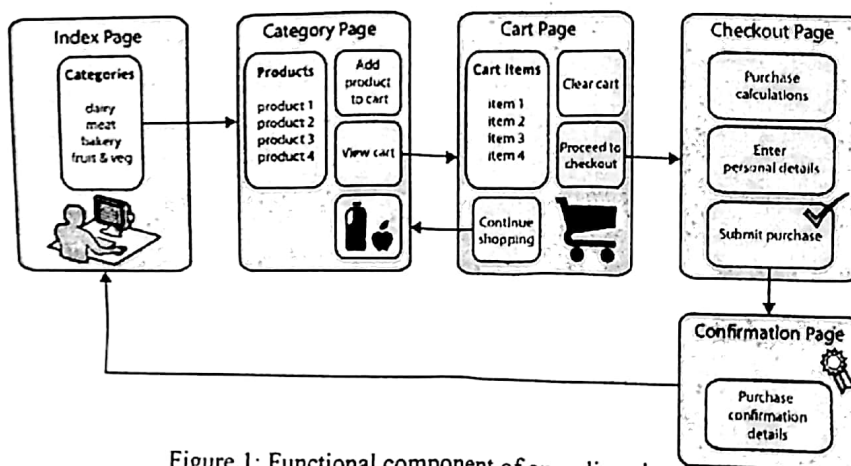 Index Page
Categories
dairy
meat
bakery
fruit & veg
Category Page
Products
product 1
product 2
product 3
product 4
Add
product
to cart
View cart
Cart Page
Cart Items
item 1
item 2
item 3
item 4
Clear cart
Proceed to
checkout
Continue
shopping
Checkout Page
Purchase
calculations
Enter
personal details
Submit purchase
Confirmation Page
Purchase
confirmation
details
Figure 1: Functional component of